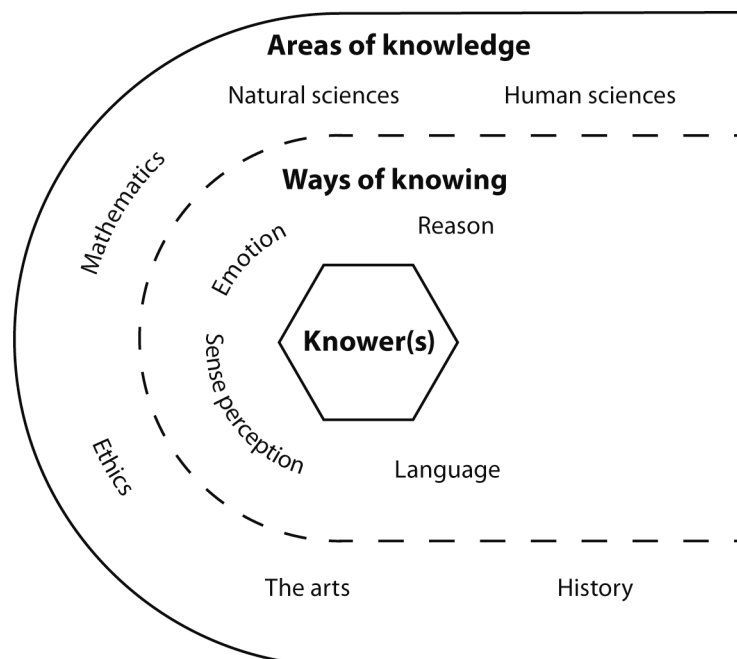 Areas of knowledge
Natural sciences
Human sciences
Mathematics
Ways of knowing
Emotion
Reason
Knower(s)
Sense perception
Ethics
Language
The arts
History